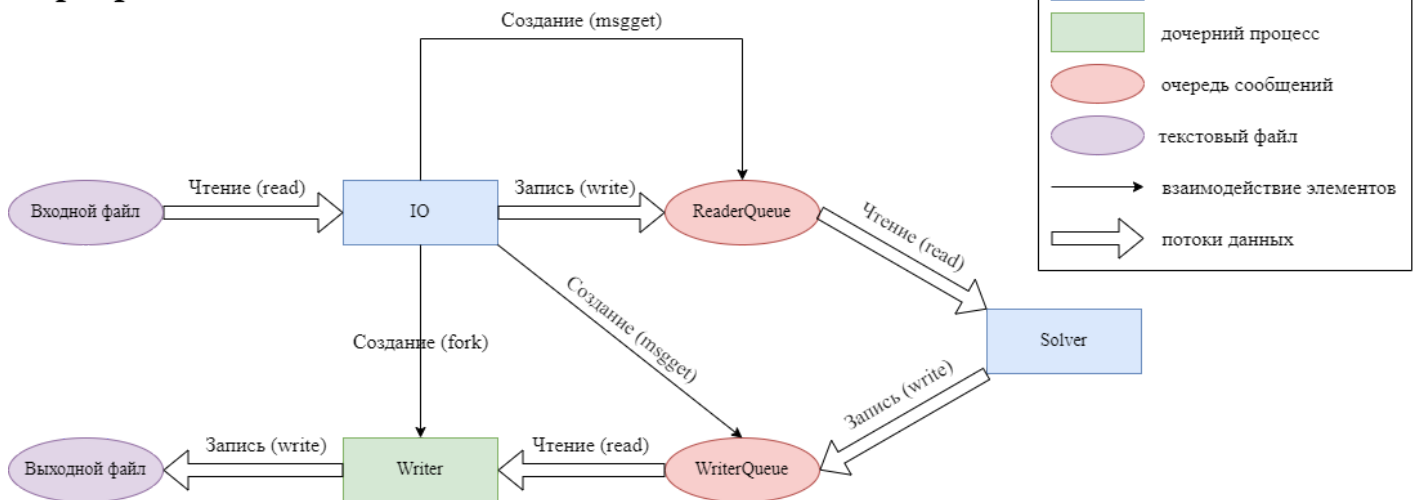 Создание (msgget)
дочерний процесс
очередь сообщений
текстовый файл
взаимодействие элементов
потоки данных
Чтение (read)
Запись (write)
Входной файл
IO
ReaderQueue
Чтение (read)
Создание (fork)
Создание (msgget)
Solver
Запись (write)
Запись (write)
Чтение (read)
Выходной файл
Writer
WriterQueue